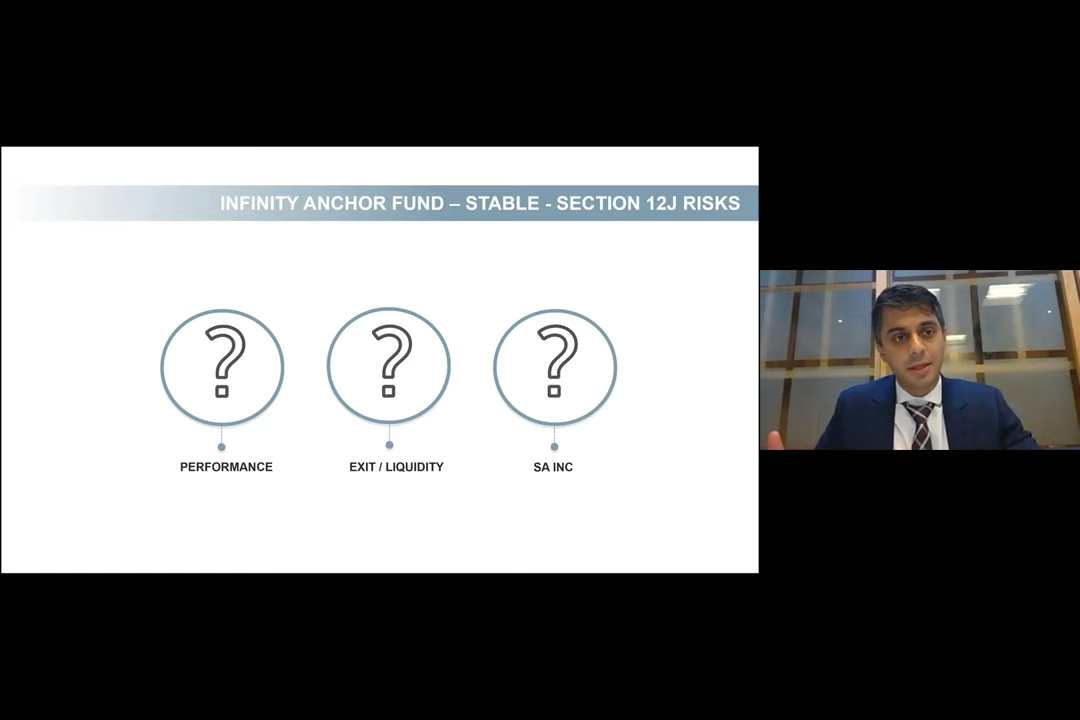 INFINITY ANCHOR FUND – STABLE - SECTION 12J RISKS
PERFORMANCE
EXIT / LIQUIDITY
SA INC